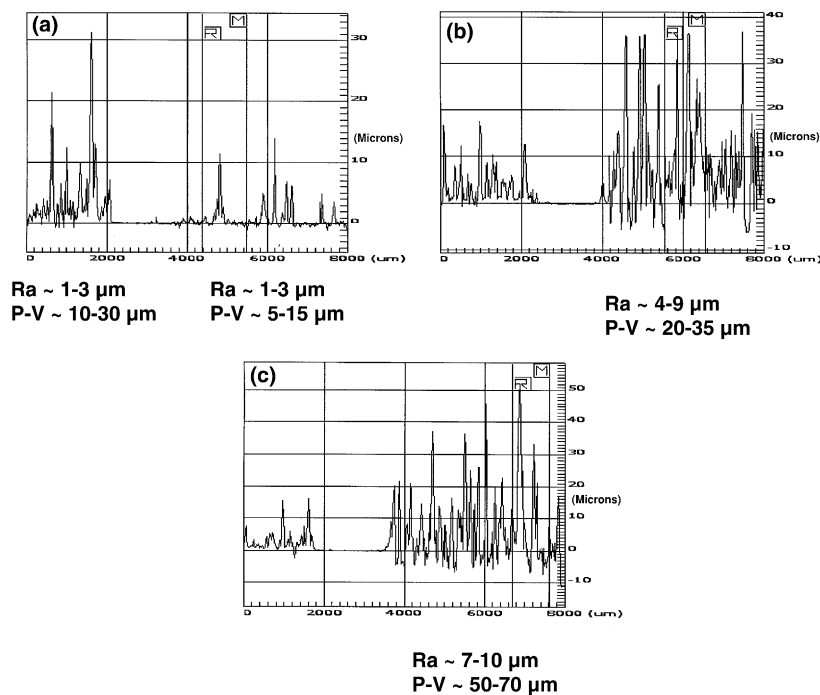 (a)
M
R
30
20
(Microns)
10
0
0 2000 4000 6000 8000 (um)
Ra ~ 1-3 µm
P-V ~ 10-30 µm
Ra ~ 1-3 µm
P-V ~ 5-15 µm
(b)
M
R
40
30
20
(Microns)
10
0
-10
0 2000 4000 6000 8000 (um)
Ra ~ 4-9 µm
P-V ~ 20-35 µm
(c)
M
R
50
40
30
20
(Microns)
10
0
-10
0 2000 4000 6000 8000 (um)
Ra ~ 7-10 µm
P-V ~ 50-70 µm